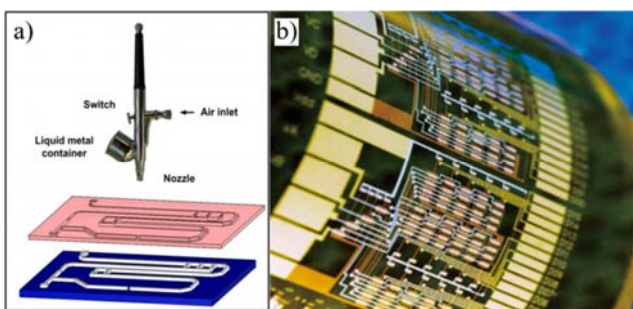 a)
Switch
Air inlet
Liquid metal
container
Nozzle
b)